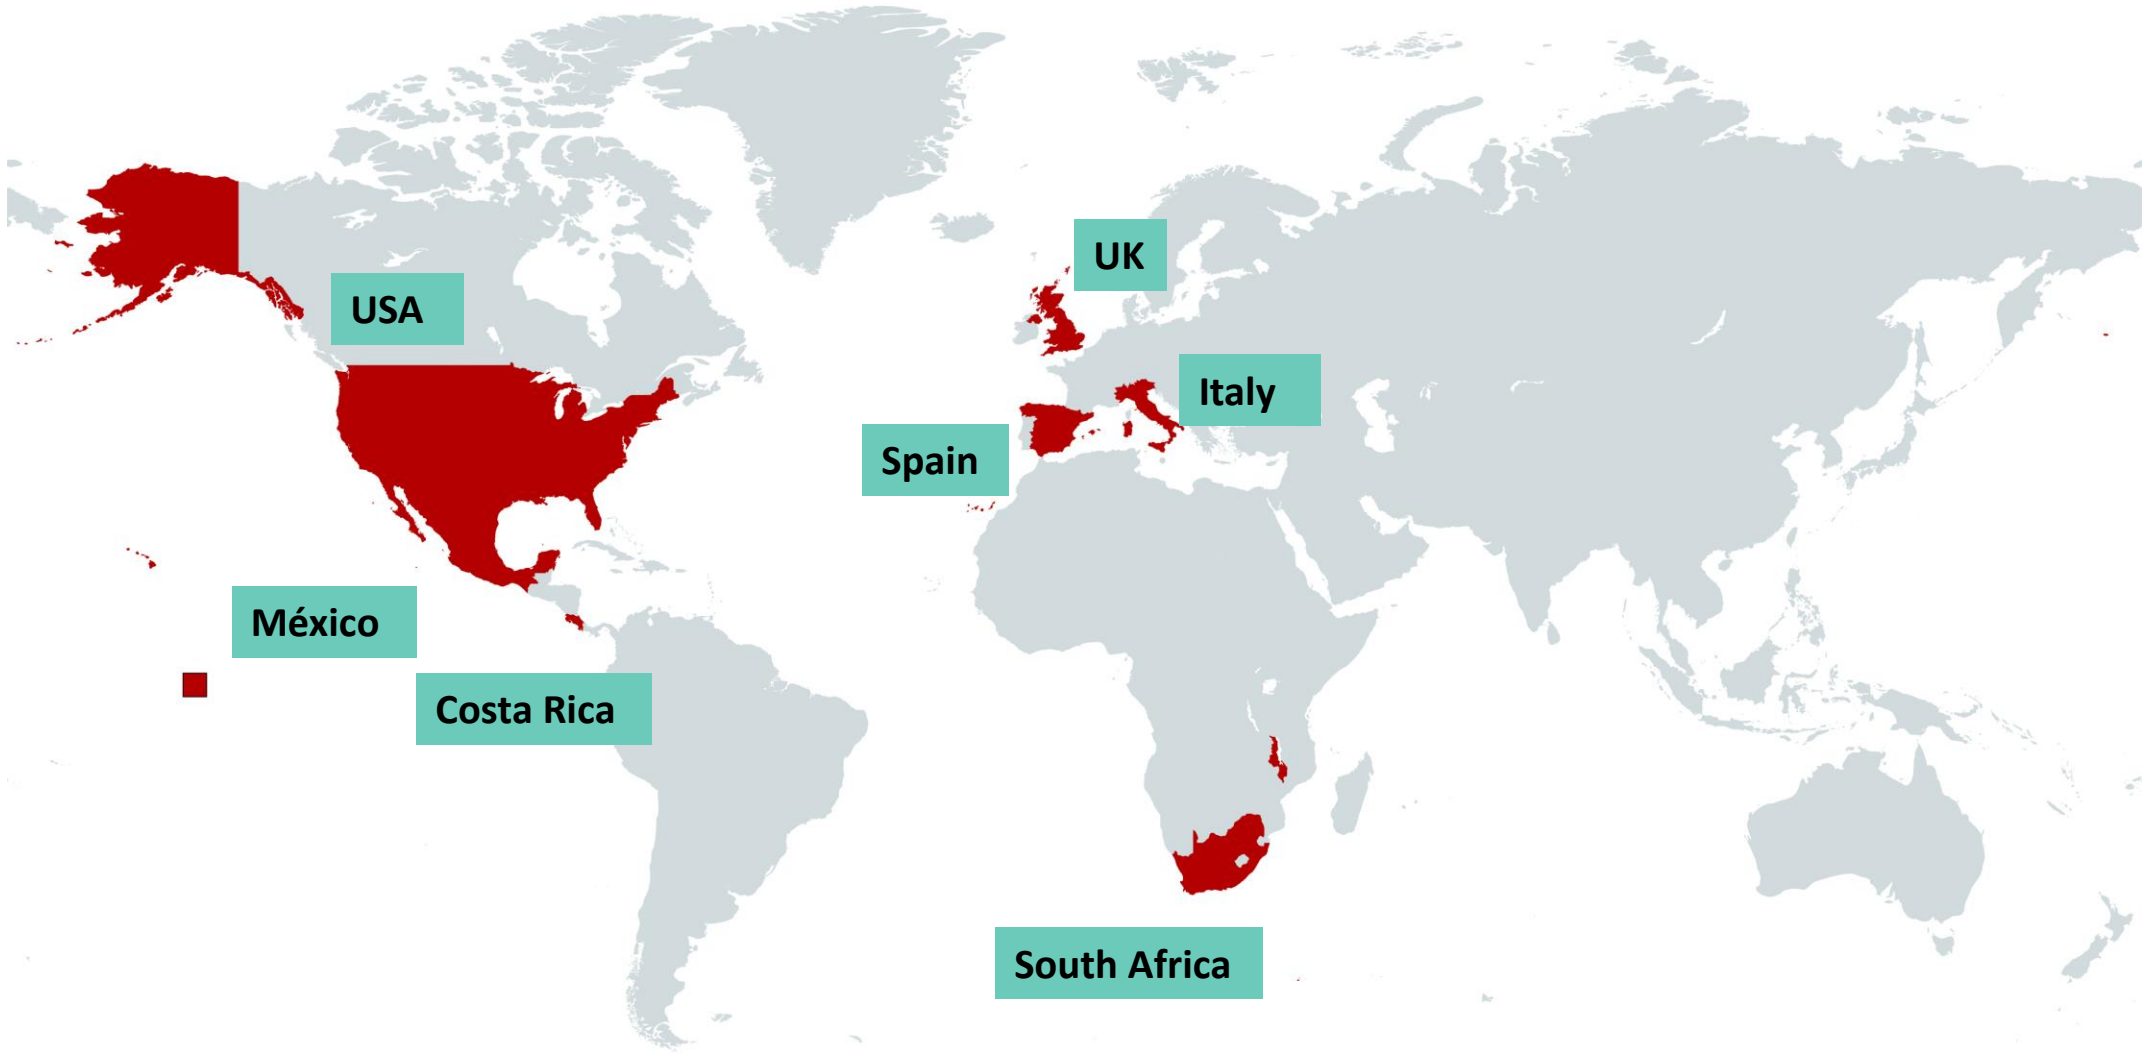 UK
USA
Italy
Spain
México
Costa Rica
South Africa